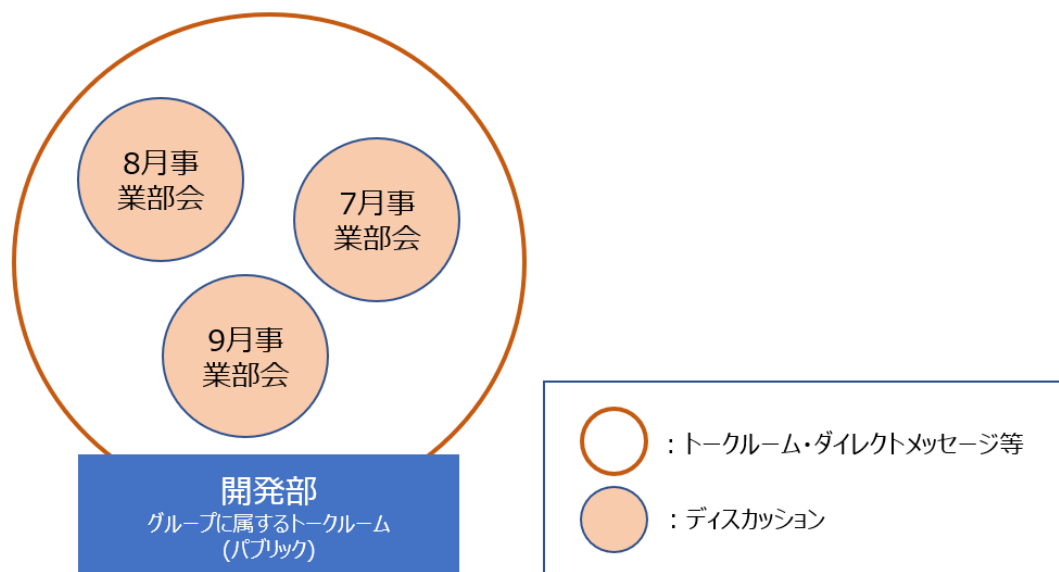 8月事
業部会
7月事
業部会
9月事
業部会
開発部
グループに属するトークルーム
(パブリック)
：トークルーム・ダイレクトメッセージ等
：ディスカッション